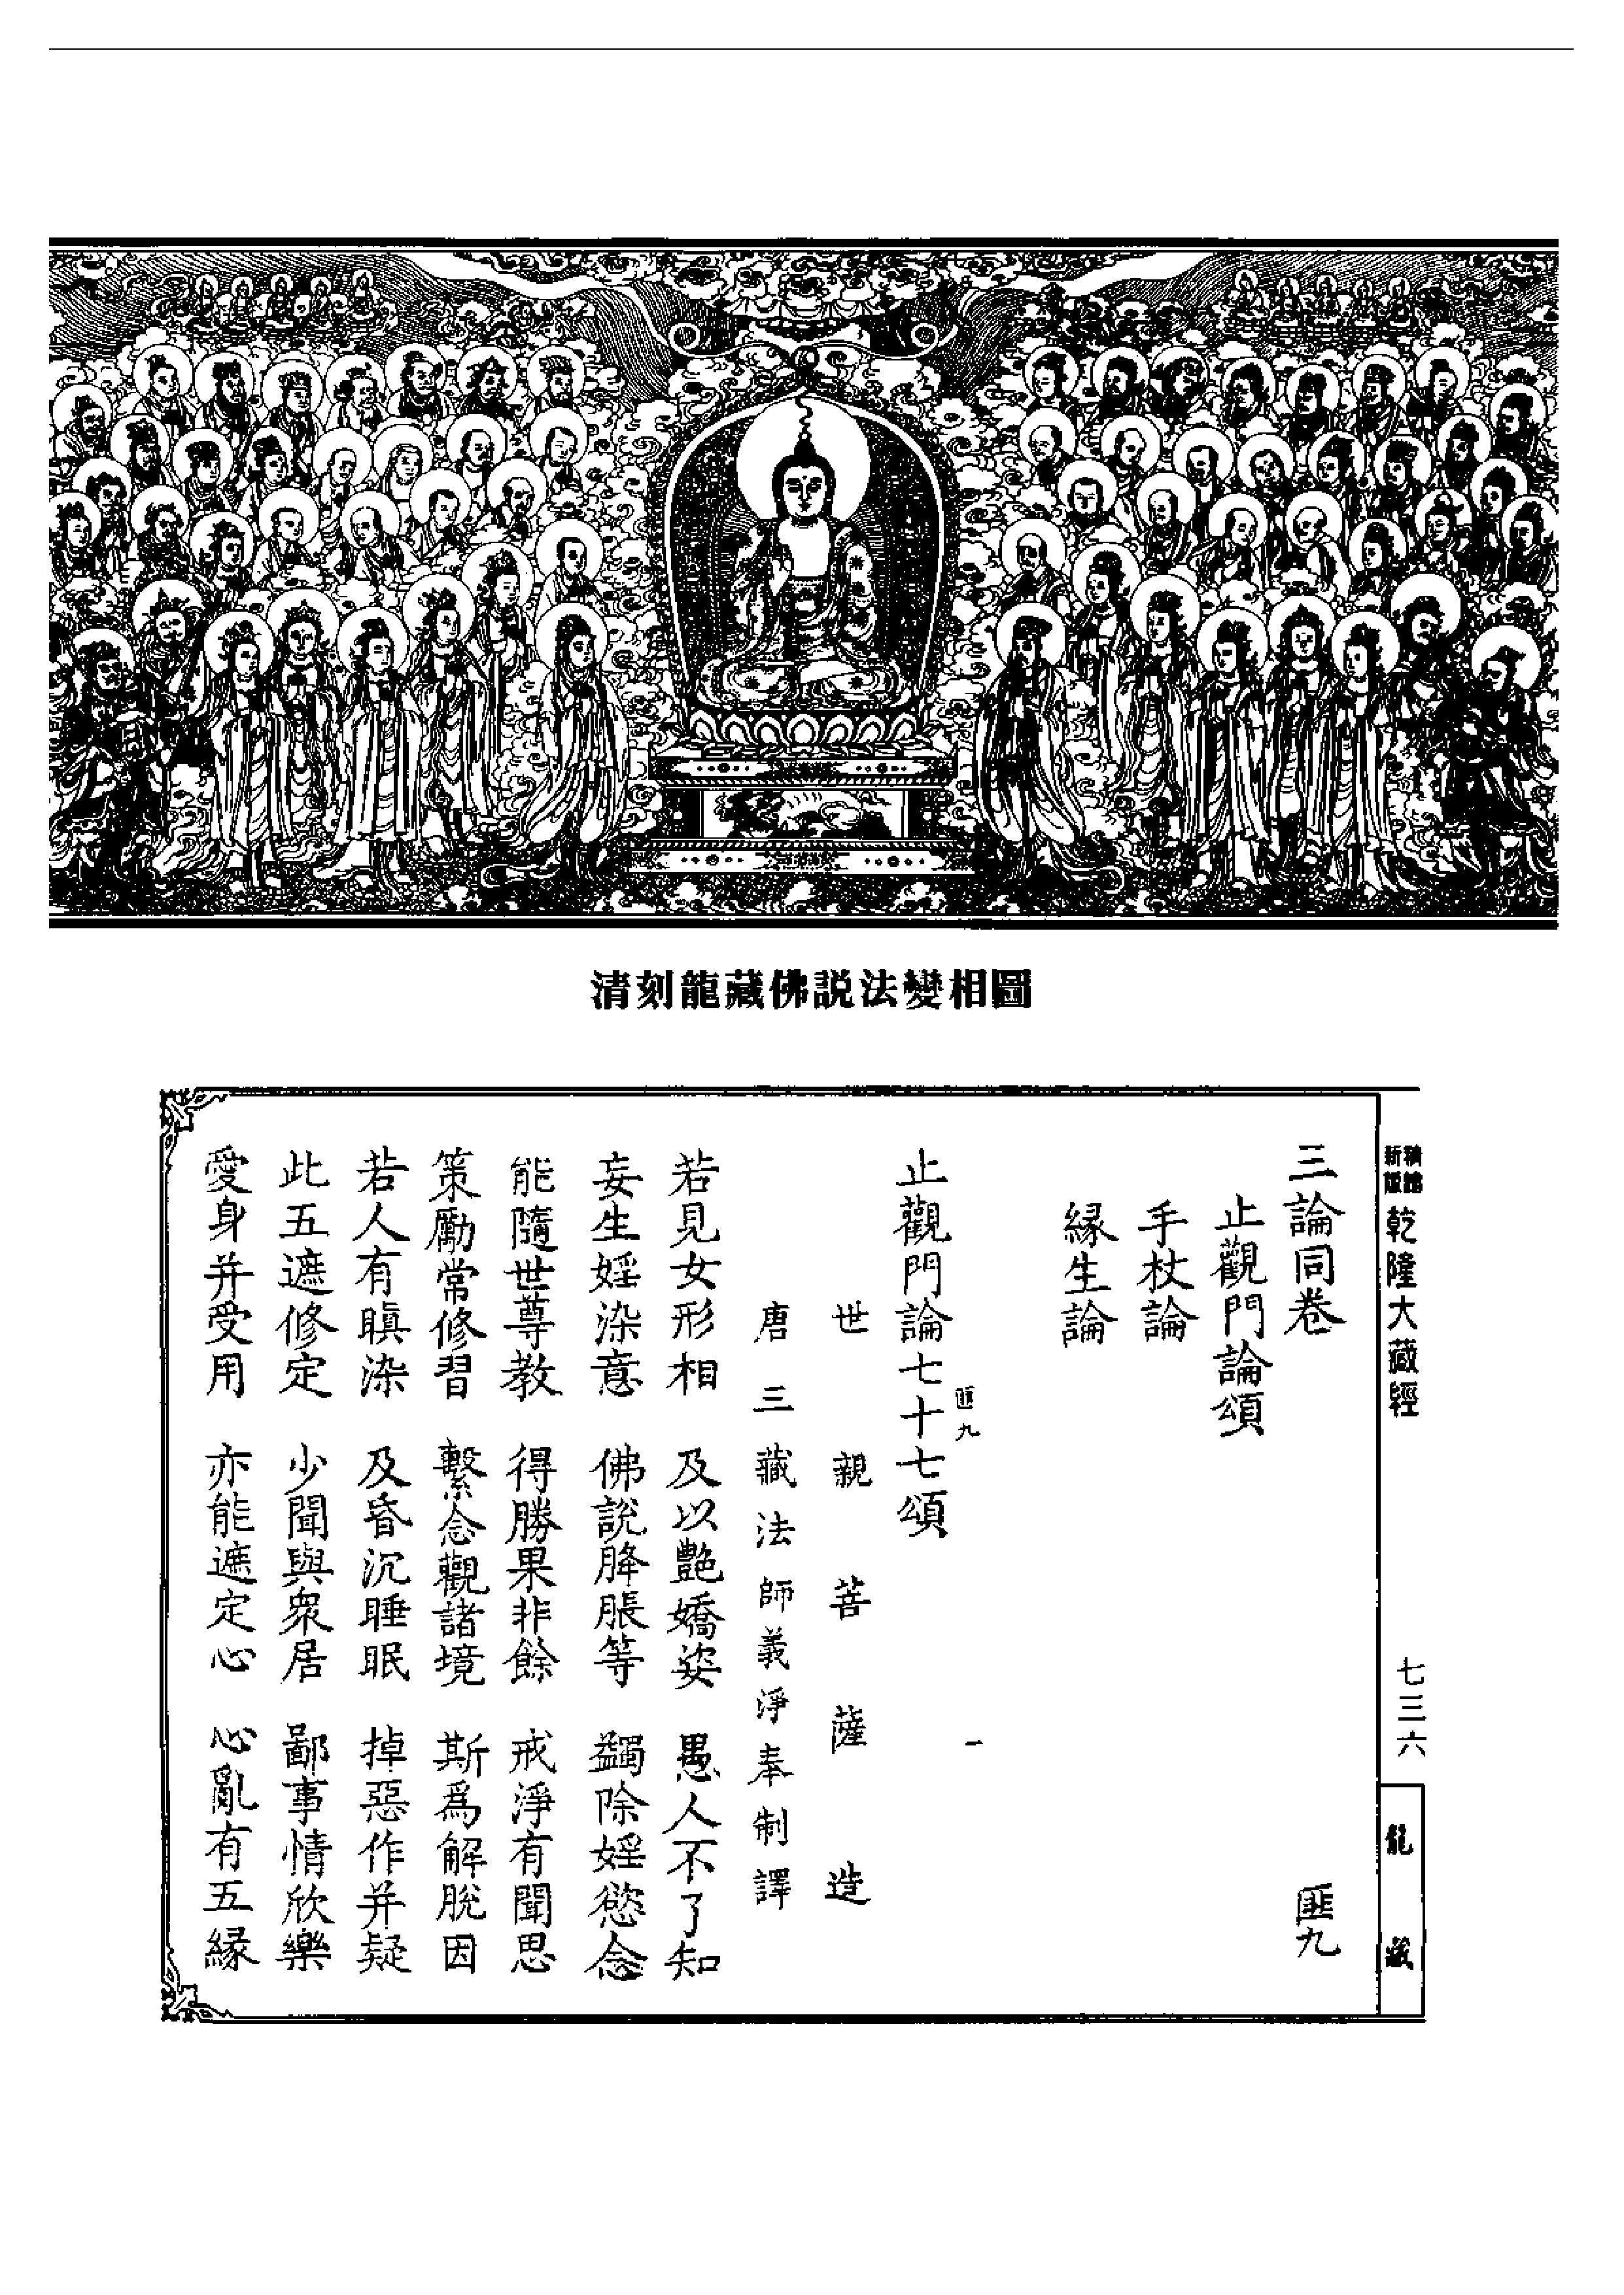 清刻龍藏佛説法變相圖
乾隆大藏經
七三六
龍藏
三論同卷 匪九
止觀門論頌
手杖論
緣生論
匪九 一
止觀門論七十七頌
世親菩薩造
唐三藏法師義淨奉制譯
若見女形相 及以艷嬌姿 愚人不了知
妄生婬染意 佛說胮脹等 蠲除婬慾念
能隨世尊教 得勝果非餘 戒淨有聞思
策勵常修習 繫念觀諸境 斯為解脫因
若人有瞋染 及昏沉睡眠 掉惡作并疑
此五遮修定 少聞與衆居 鄙事情欣樂
愛身并受用 亦能遮定心 心亂有五緣